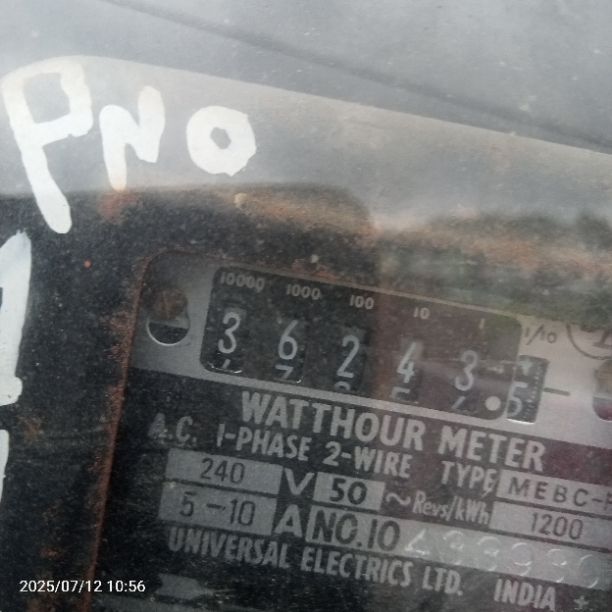 PNO
10000 1000 100 10 1 1/10
3 6 2 4 3 . 5
WATTHOUR METER
A.C. 1-PHASE 2-WIRE TYPE MEBC-
240 V 50 ~ Revs/kWh 1200
5-10 A NO.10
UNIVERSAL ELECTRICS LTD. INDIA
2025/07/12 10:56